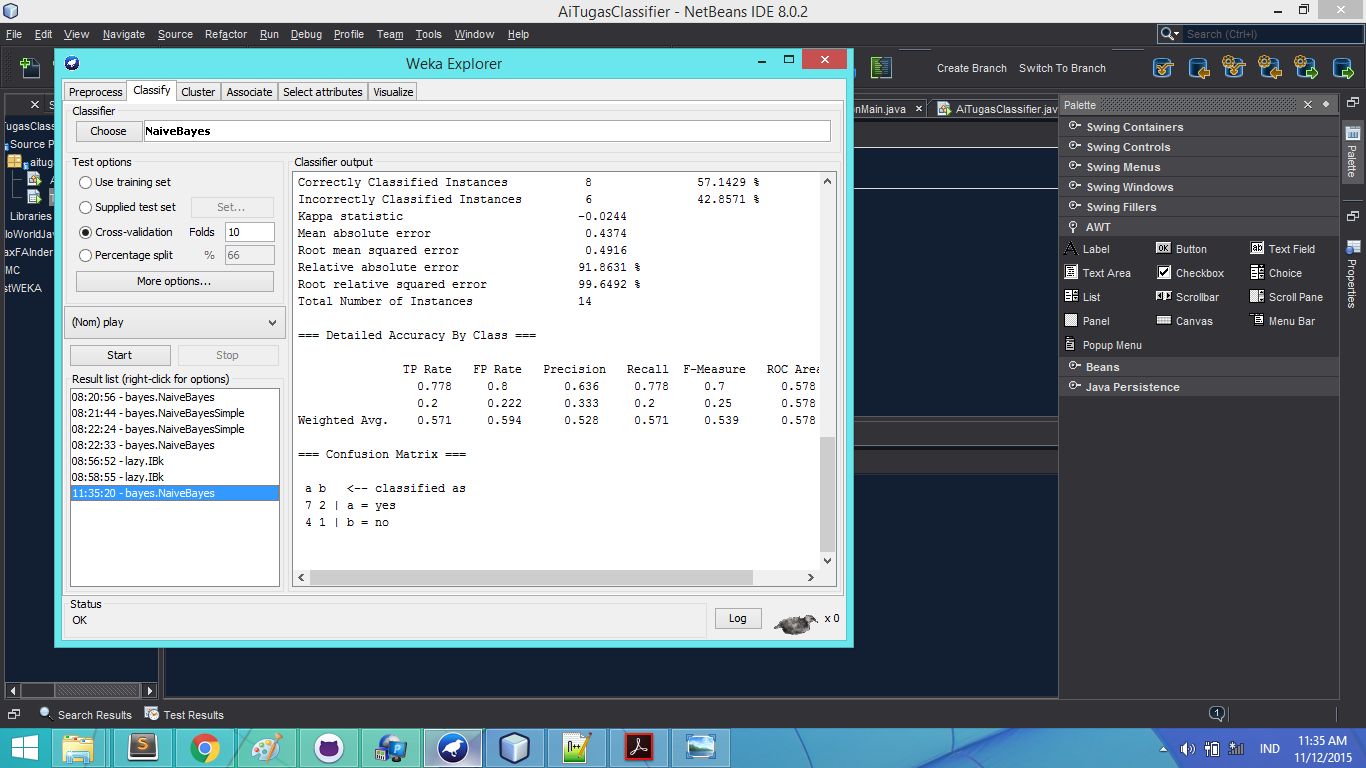 AiTugasClassifier - NetBeans IDE 8.0.2
File Edit View Navigate Source Refactor Run Debug Profile Team Tools Window Help
Search (Ctrl+I)
Create Branch Switch To Branch
Weka Explorer
Preprocess Classify Cluster Associate Select attributes Visualize
Classifier
Choose NaiveBayes
Test options
Use training set
Supplied test set Set...
Cross-validation Folds 10
Percentage split % 66
More options...
(Nom) play
Start Stop
Result list (right-click for options)
08:20:56 - bayes.NaiveBayes
08:21:44 - bayes.NaiveBayesSimple
08:22:24 - bayes.NaiveBayesSimple
08:22:33 - bayes.NaiveBayes
08:56:52 - lazy.IBk
08:58:55 - lazy.IBk
11:35:20 - bayes.NaiveBayes
Classifier output
Correctly Classified Instances 8 57.1429 %
Incorrectly Classified Instances 6 42.8571 %
Kappa statistic -0.0244
Mean absolute error 0.4374
Root mean squared error 0.4916
Relative absolute error 91.8631 %
Root relative squared error 99.6492 %
Total Number of Instances 14
=== Detailed Accuracy By Class ===
TP Rate FP Rate Precision Recall F-Measure ROC Area
0.778 0.8 0.636 0.778 0.7 0.578
0.2 0.222 0.333 0.2 0.25 0.578
Weighted Avg. 0.571 0.594 0.528 0.571 0.539 0.578
=== Confusion Matrix ===
a b <-- classified as
7 2 | a = yes
4 1 | b = no
Status
OK
Log
x 0
TugasClass
Source P
aitug
Libraries
loWorldJav
axFAInder
MC
stWEKA
onMain.java
AiTugasClassifier.jav
Palette
Swing Containers
Swing Controls
Swing Menus
Swing Windows
Swing Fillers
AWT
Label Button Text Field
Text Area Checkbox Choice
List Scrollbar Scroll Pane
Panel Canvas Menu Bar
Popup Menu
Beans
Java Persistence
Palette
Properties
Search Results Test Results
1
IND
11:35 AM
11/12/2015